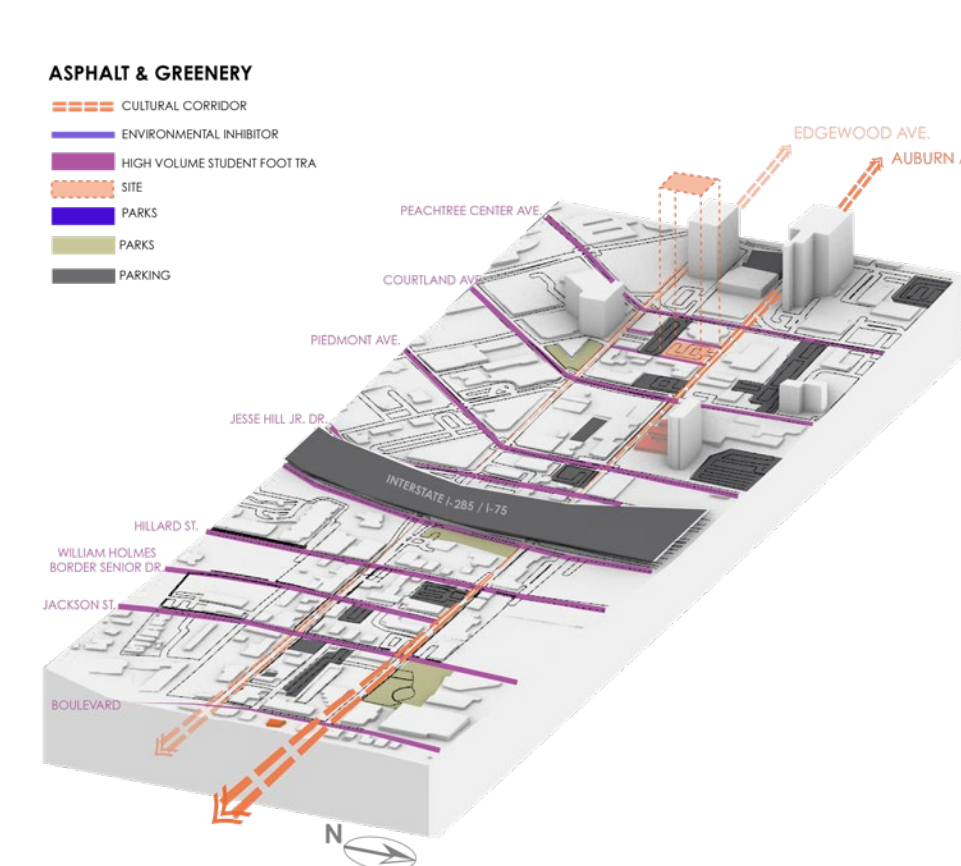 ASPHALT & GREENERY
CULTURAL CORRIDOR
ENVIRONMENTAL INHIBITOR
HIGH VOLUME STUDENT FOOT TRA
SITE
PARKS
PARKS
PARKING
EDGEWOOD AVE.
AUBURN
PEACHTREE CENTER AVE.
COURTLAND AVE.
PIEDMONT AVE.
JESSE HILL JR. DR.
INTERSTATE I-285 / I-75
HILLARD ST.
WILLIAM HOLMES
BORDER SENIOR DR.
JACKSON ST.
BOULEVARD
N